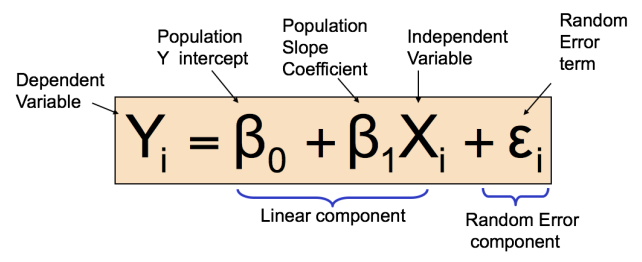 Population
Y intercept
Population
Slope
Coefficient
Independent
Variable
Random
Error
term
Dependent
Variable
Yᵢ = β₀ + β₁Xᵢ + εᵢ
Linear component
Random Error
component